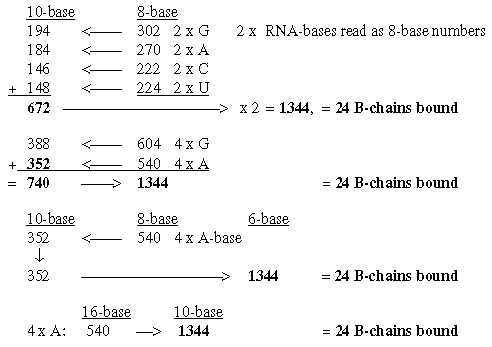 10-base 8-base
194 <—— 302 2 x G 2 x RNA-bases read as 8-base numbers
184 <—— 270 2 x A
146 <—— 222 2 x C
+ 148 <—— 224 2 x U
672 ——————————> x 2 = 1344, = 24 B-chains bound
388 <—— 604 4 x G
+ 352 <—— 540 4 x A
= 740 ——> 1344 = 24 B-chains bound
10-base 8-base 6-base
352 <—— 540 4 x A-base
↓
352 ——————————> 1344 = 24 B-chains bound
16-base 10-base
4 x A: 540 —> 1344 = 24 B-chains bound